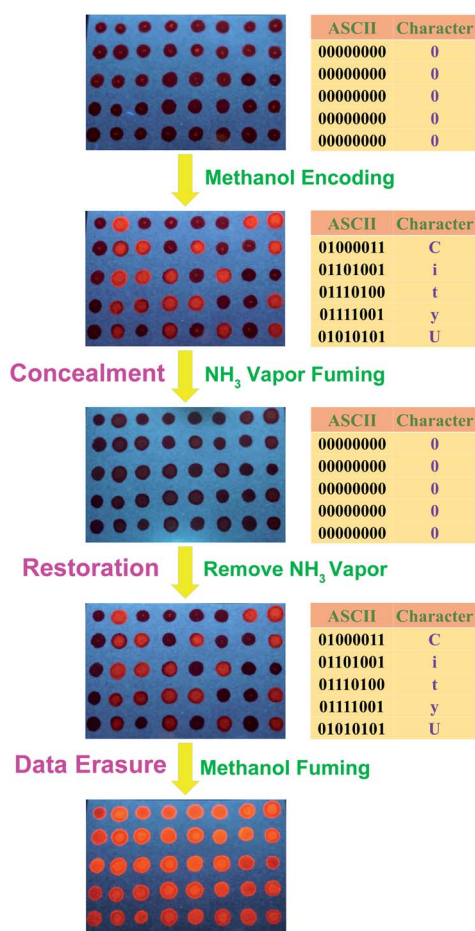 ASCII Character
00000000 0
00000000 0
00000000 0
00000000 0
00000000 0
Methanol Encoding
ASCII Character
01000011 C
01101001 i
01110100 t
01111001 y
01010101 U
Concealment NH₃ Vapor Fuming
ASCII Character
00000000 0
00000000 0
00000000 0
00000000 0
00000000 0
Restoration Remove NH₃ Vapor
ASCII Character
01000011 C
01101001 i
01110100 t
01111001 y
01010101 U
Data Erasure Methanol Fuming